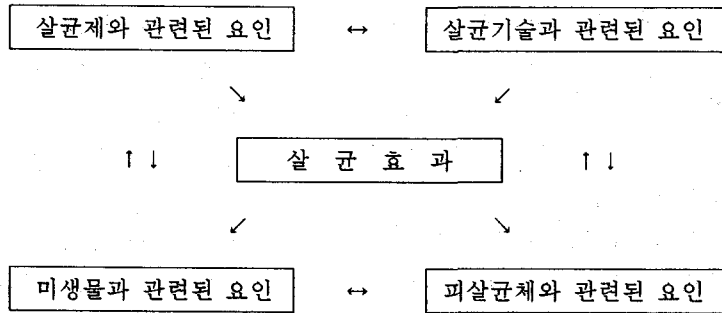 살균제와 관련된 요인 ↔ 살균기술과 관련된 요인
↘ ↙
↑ ↓ 살 균 효 과 ↑ ↓
↙ ↘
미생물과 관련된 요인 ↔ 피살균체와 관련된 요인